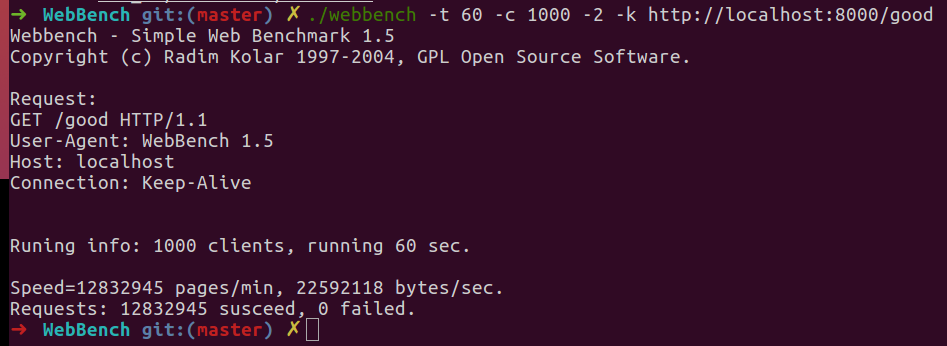 ➜ WebBench git:(master) ✗ ./webbench -t 60 -c 1000 -2 -k http://localhost:8000/good
Webbench - Simple Web Benchmark 1.5
Copyright (c) Radim Kolar 1997-2004, GPL Open Source Software.
Request:
GET /good HTTP/1.1
User-Agent: WebBench 1.5
Host: localhost
Connection: Keep-Alive
Runing info: 1000 clients, running 60 sec.
Speed=12832945 pages/min, 22592118 bytes/sec.
Requests: 12832945 susceed, 0 failed.
➜ WebBench git:(master) ✗